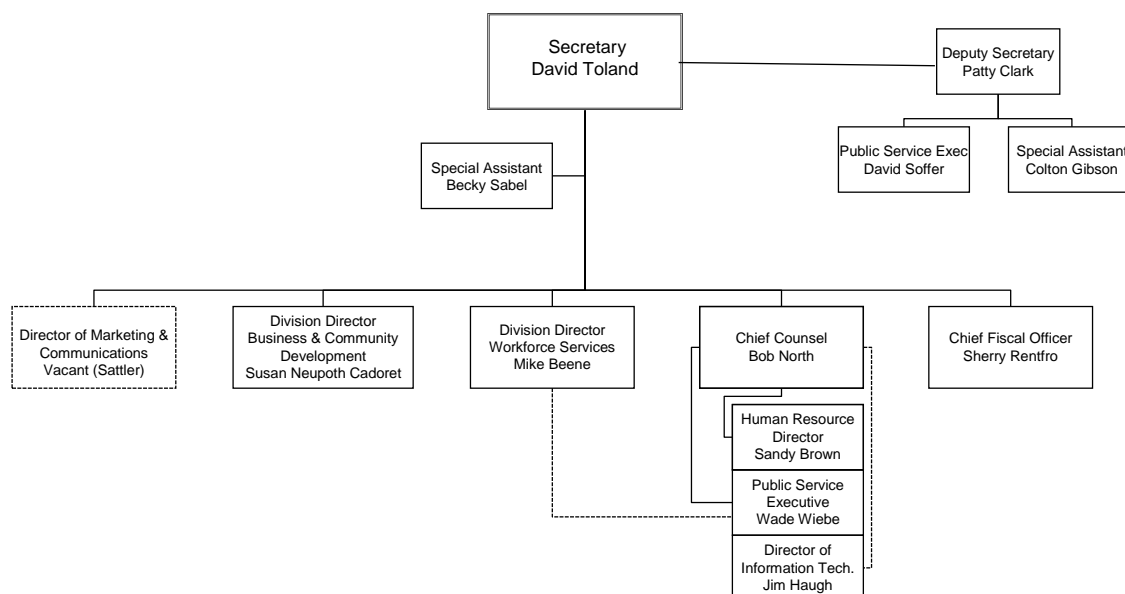 Secretary
David Toland
Deputy Secretary
Patty Clark
Public Service Exec
David Soffer
Special Assistant
Colton Gibson
Special Assistant
Becky Sabel
Director of Marketing &
Communications
Vacant (Sattler)
Division Director
Business & Community
Development
Susan Neupoth Cadoret
Division Director
Workforce Services
Mike Beene
Chief Counsel
Bob North
Chief Fiscal Officer
Sherry Rentfro
Human Resource
Director
Sandy Brown
Public Service
Executive
Wade Wiebe
Director of
Information Tech.
Jim Haugh